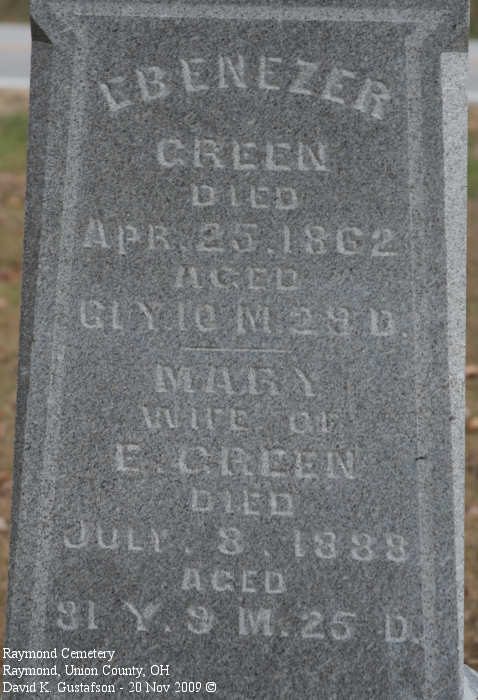 EBENEZER
GREEN
DIED
APR. 25. 1862
AGED
61 Y. 10 M. 29 D.
MARY
WIFE OF
E. GREEN
DIED
JULY. 8. 1888
AGED
81 Y. 9 M. 25 D.
Raymond Cemetery
Raymond, Union County, OH
David K. Gustafson - 20 Nov 2009 ©